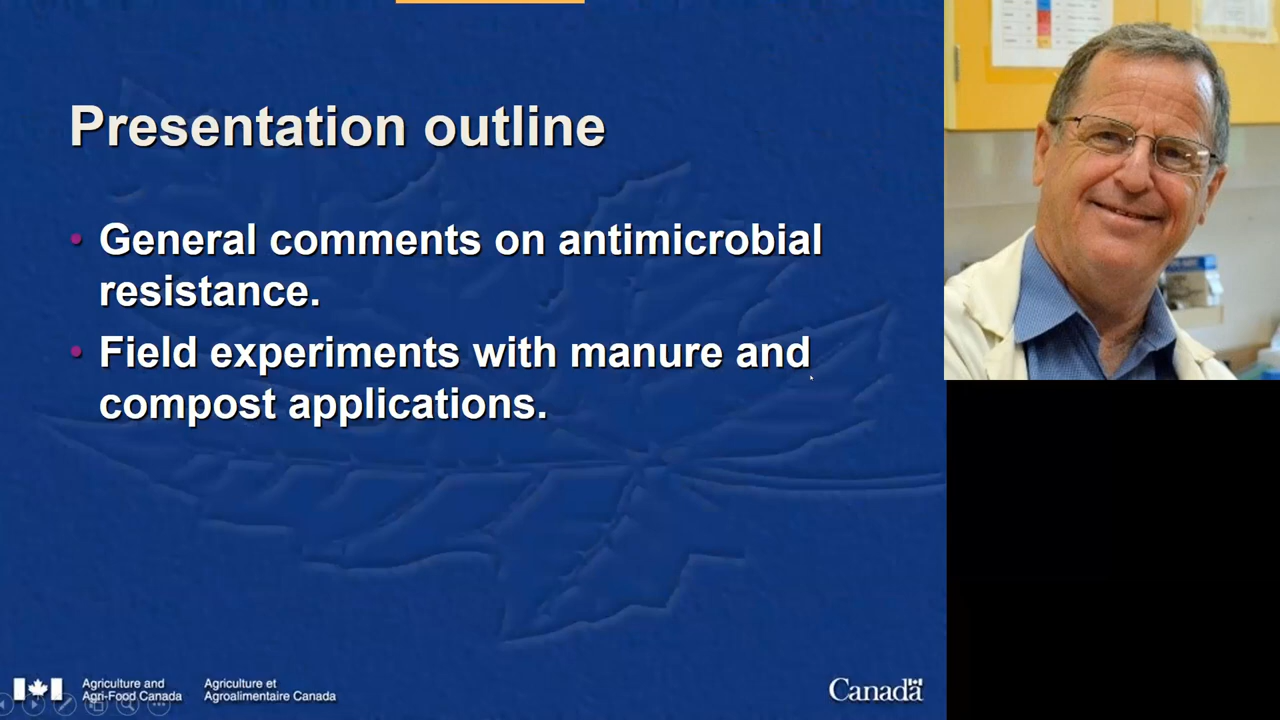 Presentation outline
• General comments on antimicrobial
resistance.
• Field experiments with manure and
compost applications.
Agriculture and
Agri-Food Canada
Agriculture et
Agroalimentaire Canada
Canada